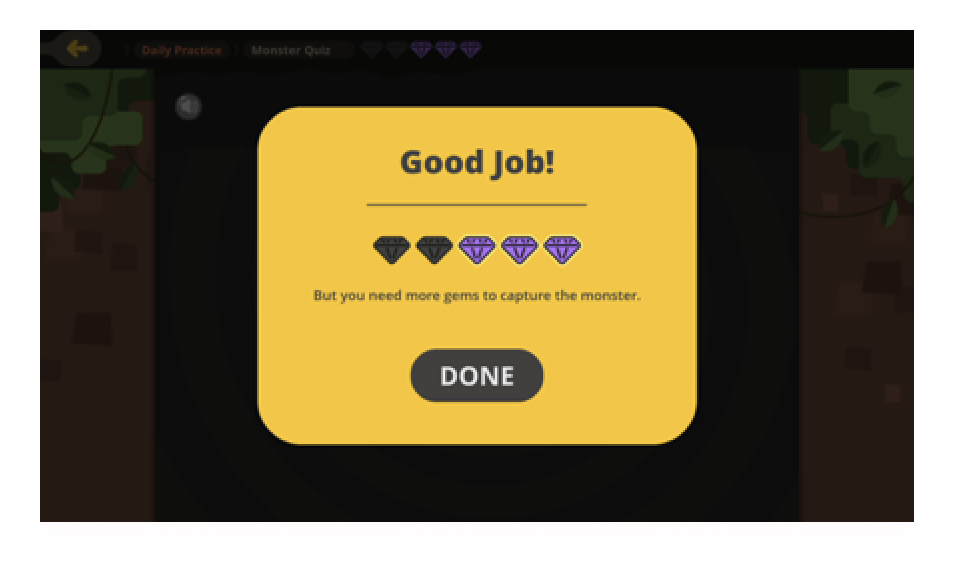 Daily Practice
Monster Quiz
Good Job!
But you need more gems to capture the monster.
DONE